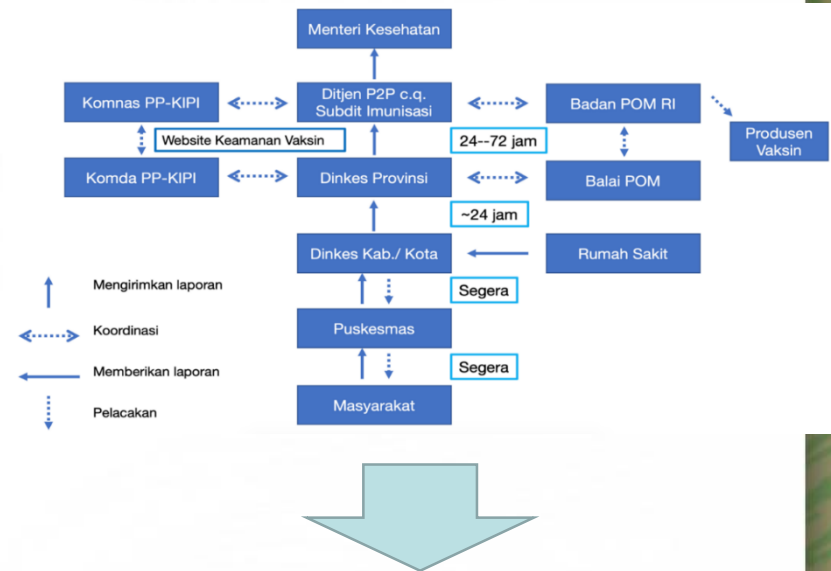 Menteri Kesehatan
Komnas PP-KIPI
Ditjen P2P c.q.
Subdit Imunisasi
Badan POM RI
Website Keamanan Vaksin
24--72 jam
Produsen
Vaksin
Komda PP-KIPI
Dinkes Provinsi
Balai POM
~24 jam
Dinkes Kab./ Kota
Rumah Sakit
Mengirimkan laporan
Segera
Koordinasi
Puskesmas
Memberikan laporan
Segera
Masyarakat
Pelacakan